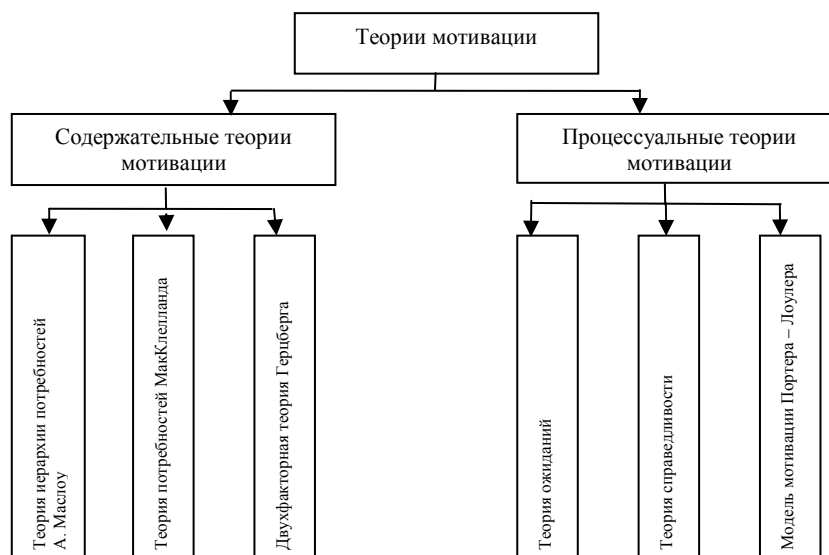 Теории мотивации
Содержательные теории
мотивации
Процессуальные теории
мотивации
Теория иерархии потребностей
А. Маслоу
Теория потребностей МакКлелланда
Двухфакторная теория Герцберга
Теория ожиданий
Теория справедливости
Модель мотивации Портера – Лоулера